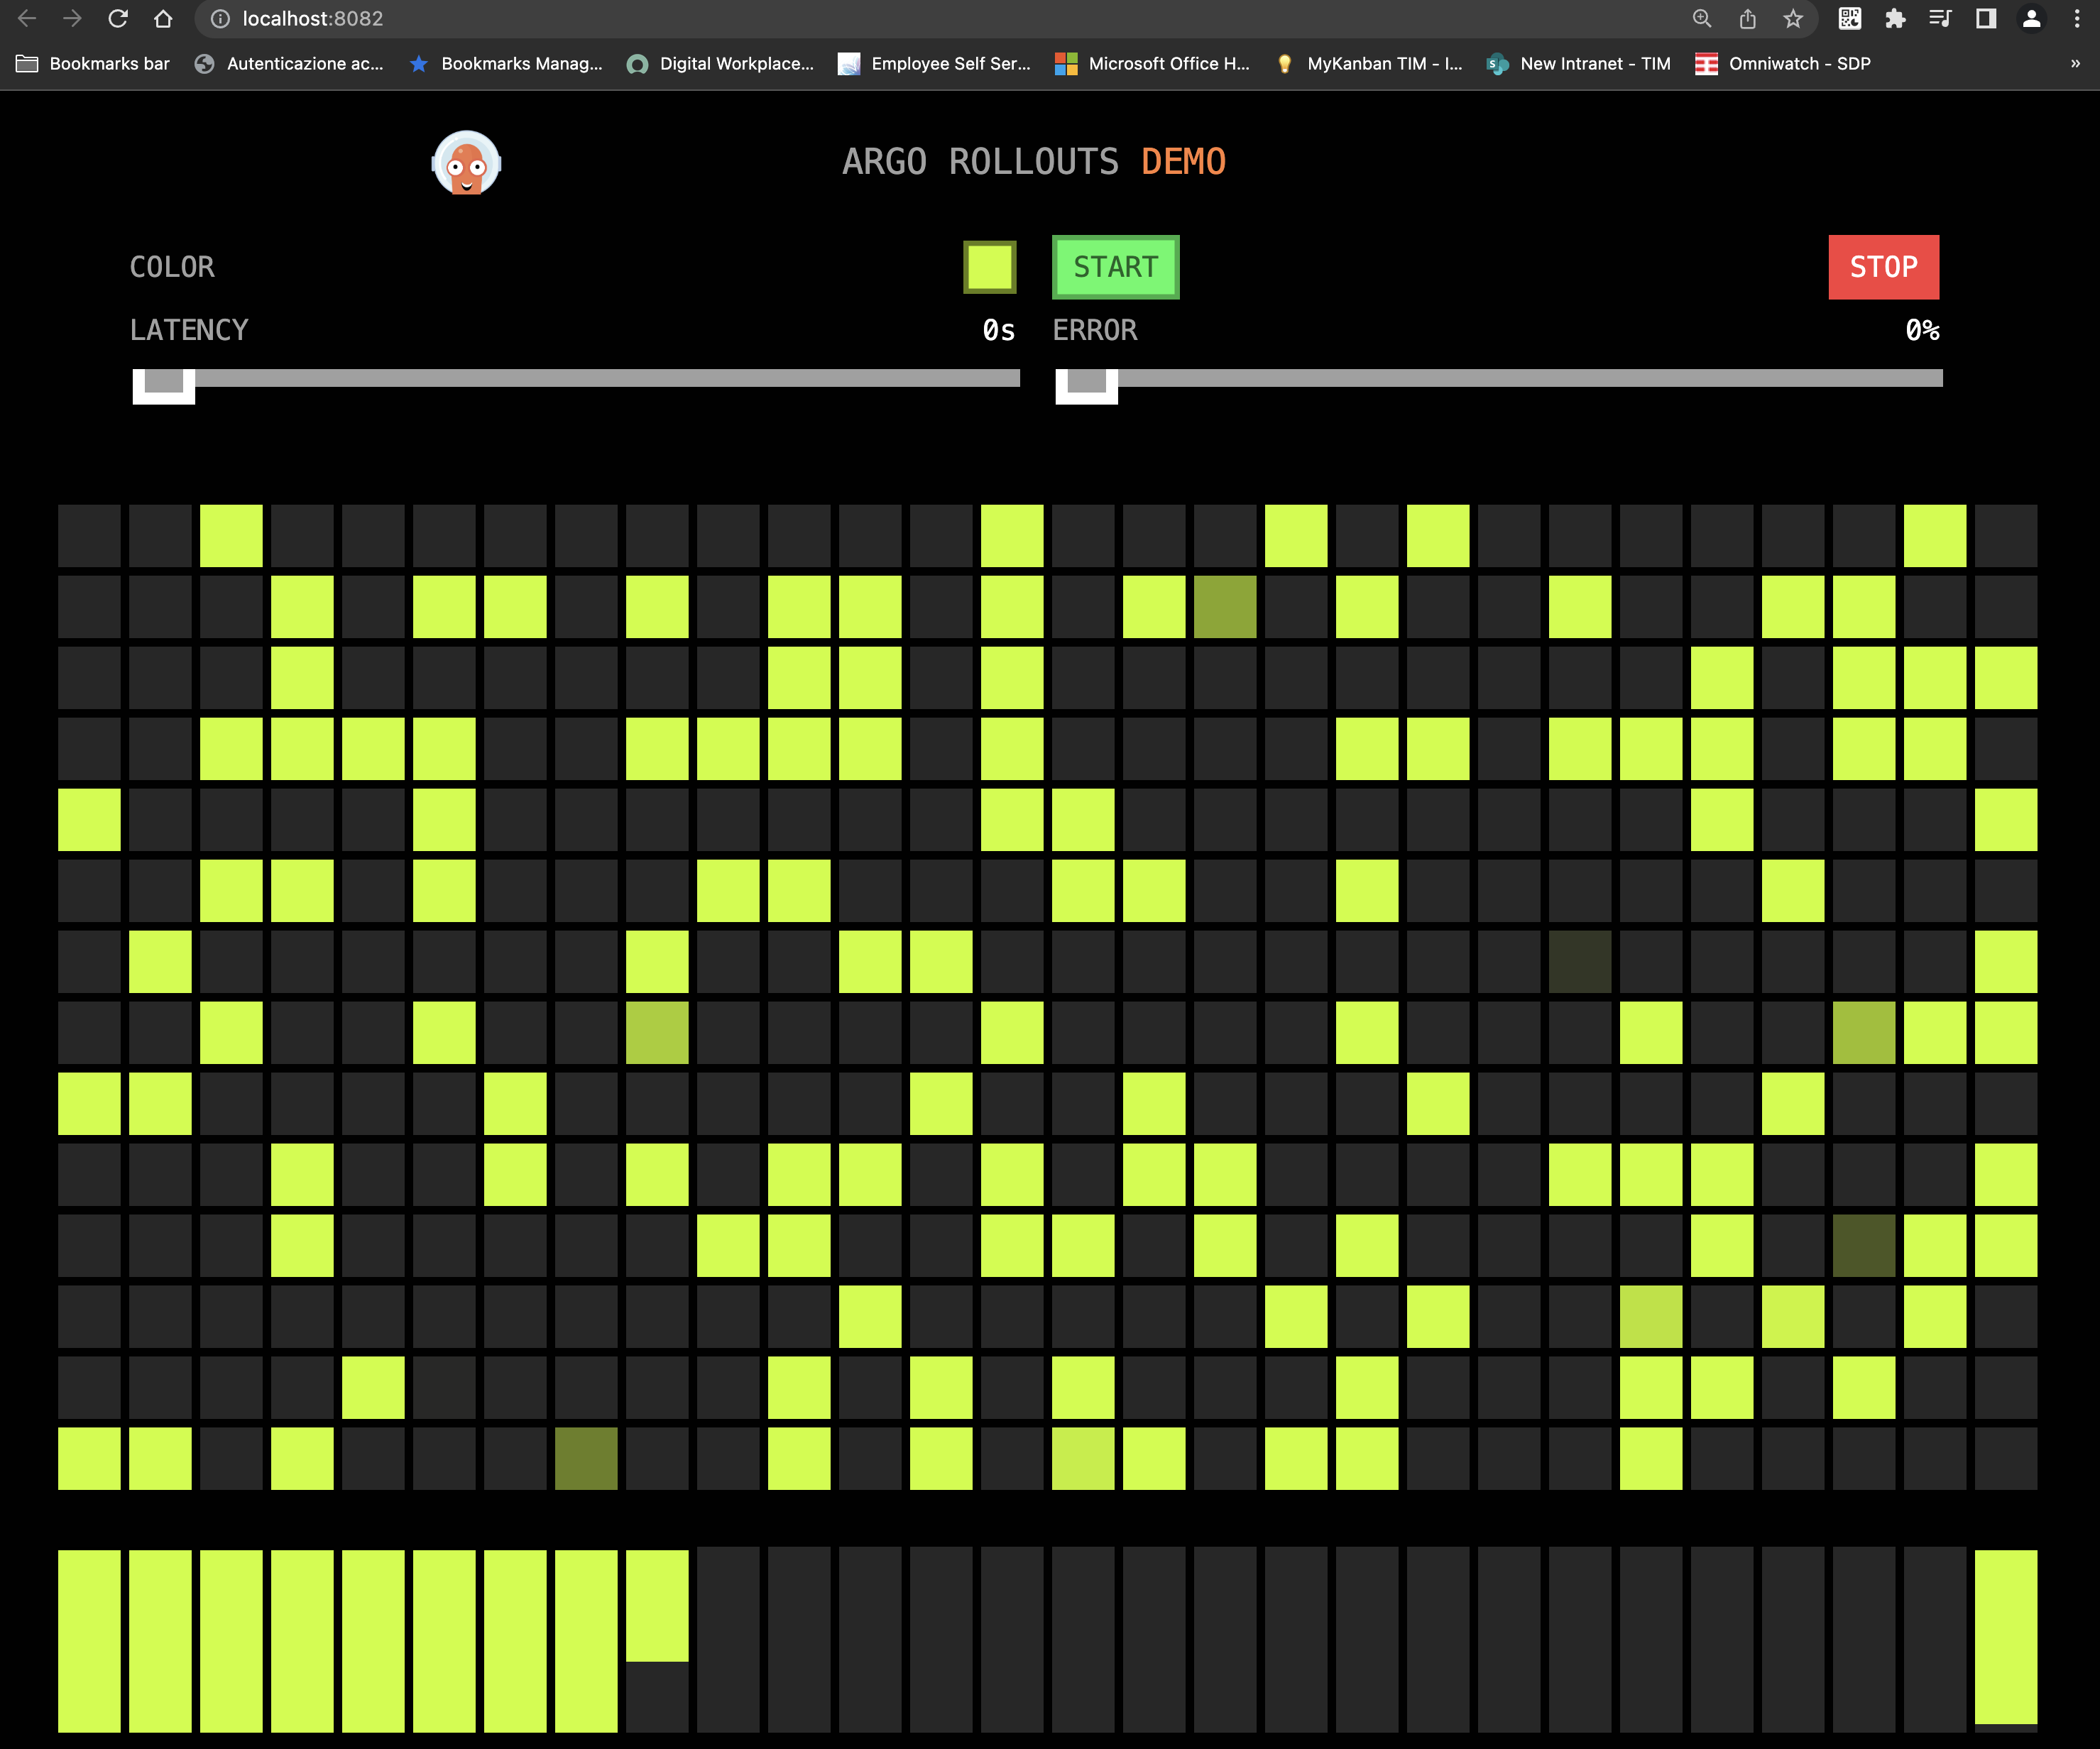 localhost:8082
Bookmarks bar Autenticazione ac... Bookmarks Manag... Digital Workplace... Employee Self Ser... Microsoft Office H... MyKanban TIM - I... New Intranet - TIM Omniwatch - SDP »
ARGO ROLLOUTS DEMO
COLOR START STOP
LATENCY 0s ERROR 0%